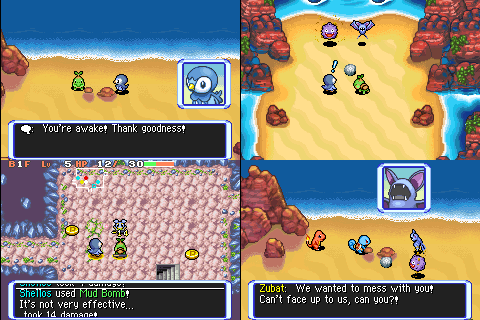 You're awake! Thank goodness!
B1F Lv 5 HP 12/ 30
Shellos used Mud Bomb!
It's not very effective...
took 14 damage!
Zubat: We wanted to mess with you!
Can't face up to us, can you?!